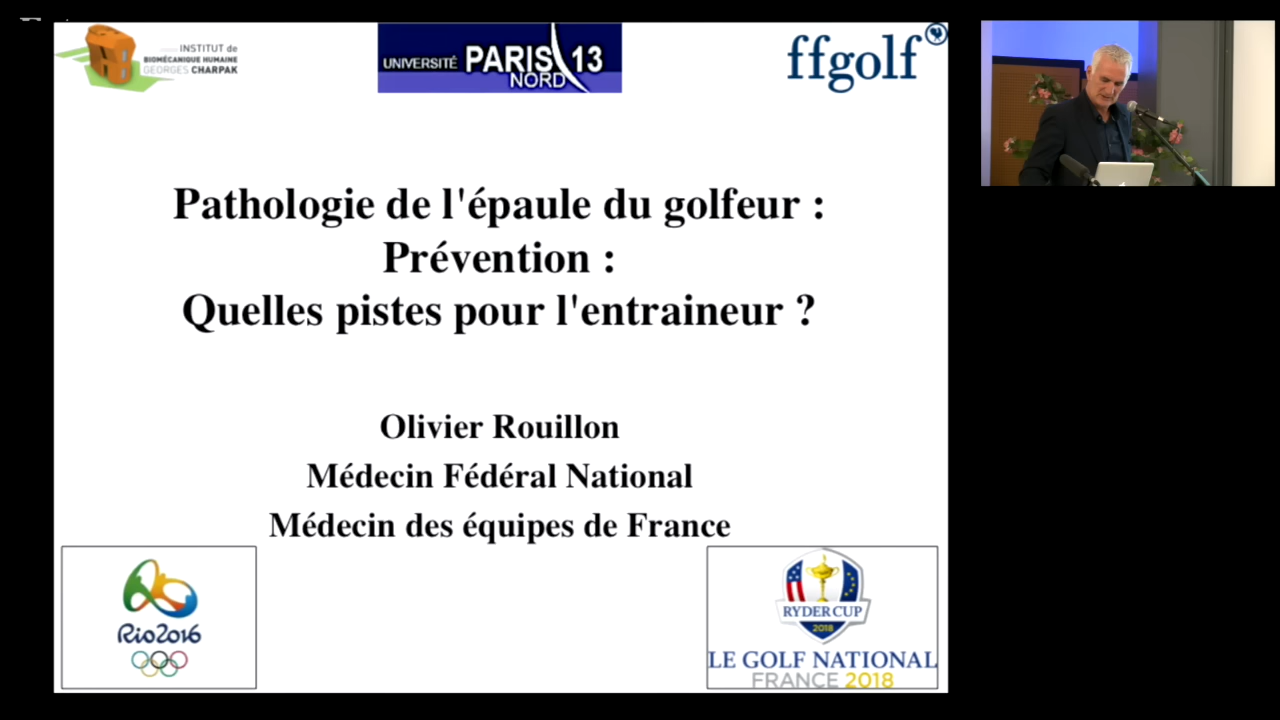 INSTITUT de
BIOMÉCANIQUE HUMAINE
GEORGES CHARPAK
UNIVERSITÉ PARIS 13
NORD
ffgolf
Pathologie de l'épaule du golfeur :
Prévention :
Quelles pistes pour l'entraineur ?
Olivier Rouillon
Médecin Fédéral National
Médecin des équipes de France
Rio2016
RYDER CUP
2018
LE GOLF NATIONAL
FRANCE 2018